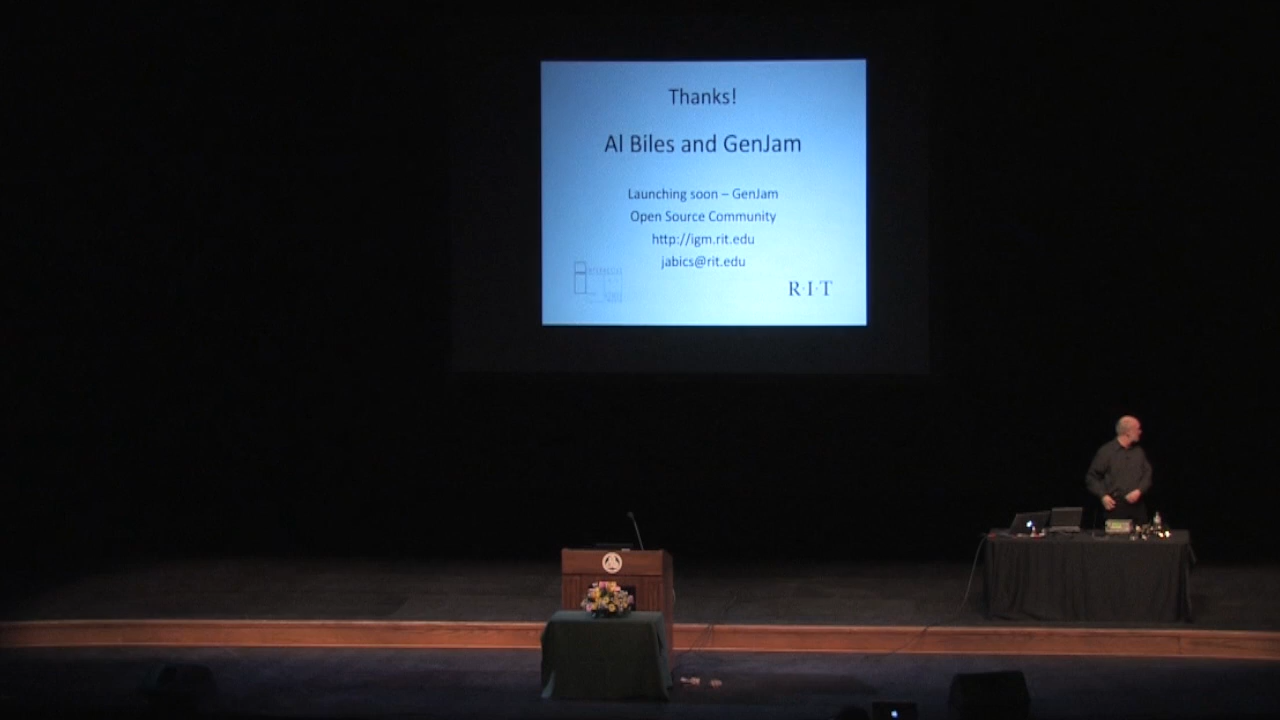 Thanks!
Al Biles and GenJam
Launching soon – GenJam
Open Source Community
http://igm.rit.edu
jabics@rit.edu
R·I·T